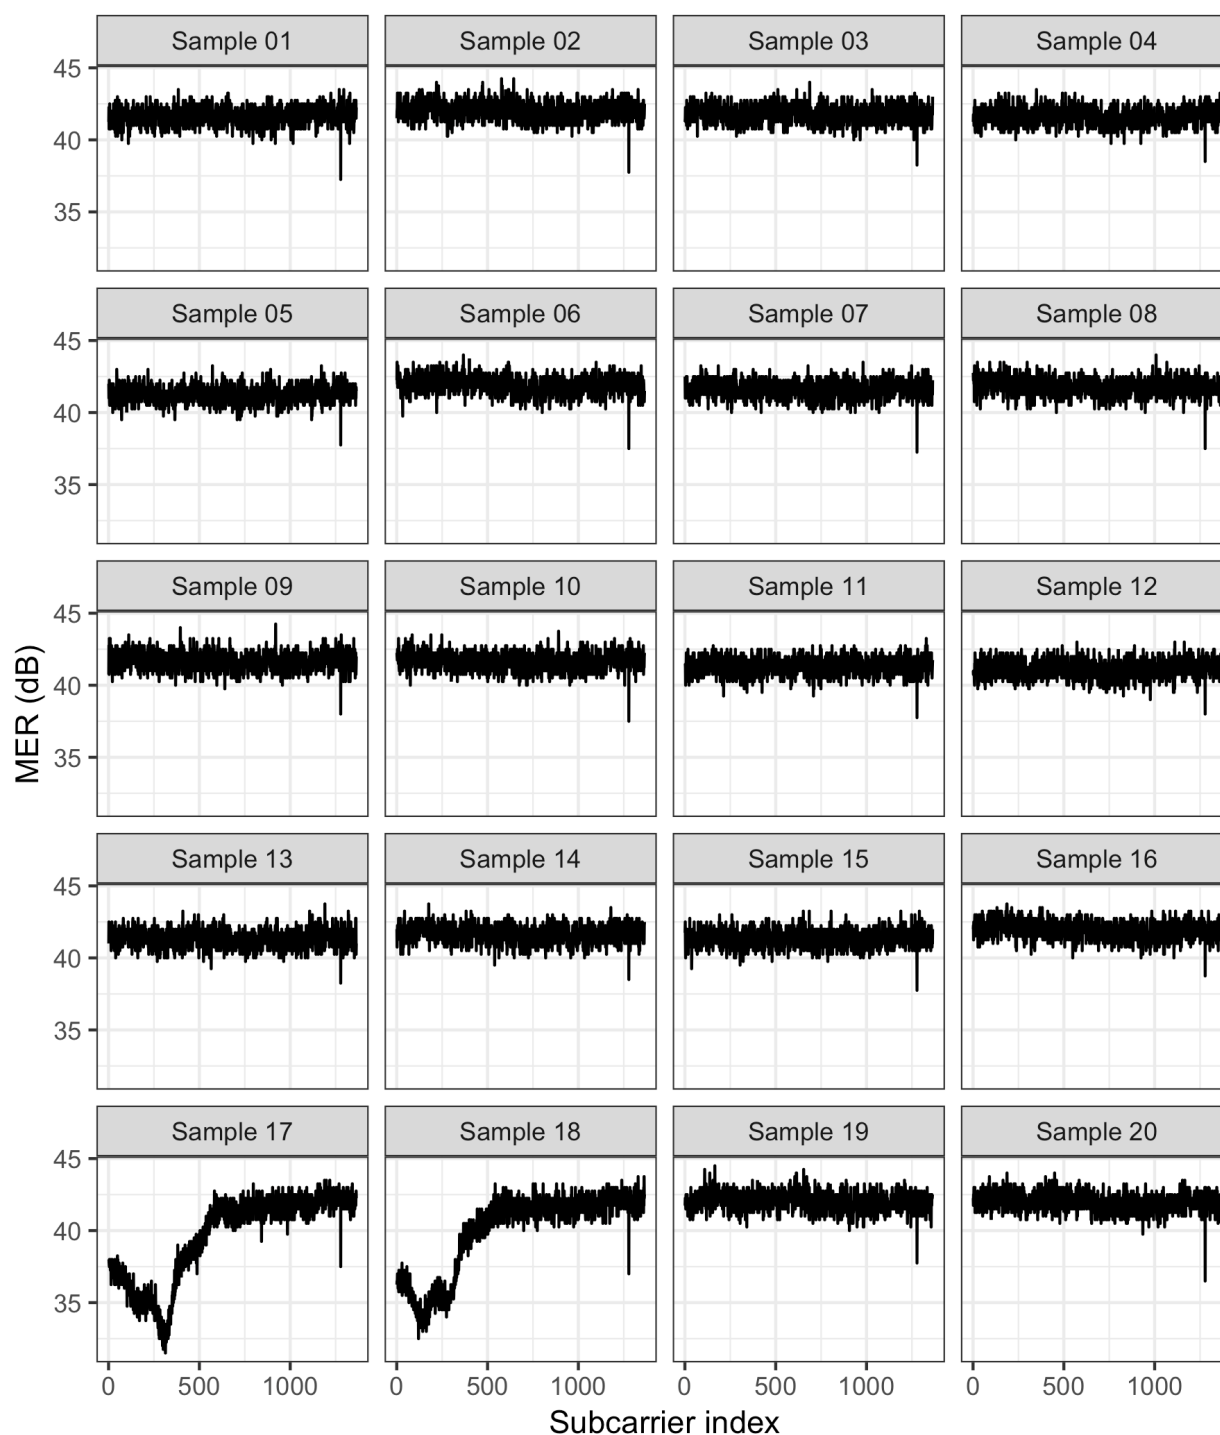 Sample 01 Sample 02 Sample 03 Sample 04
45
40
35
Sample 05 Sample 06 Sample 07 Sample 08
45
40
35
Sample 09 Sample 10 Sample 11 Sample 12
45
40
35
MER (dB)
Sample 13 Sample 14 Sample 15 Sample 16
45
40
35
Sample 17 Sample 18 Sample 19 Sample 20
45
40
35
0 500 1000 0 500 1000 0 500 1000 0 500 1000
Subcarrier index